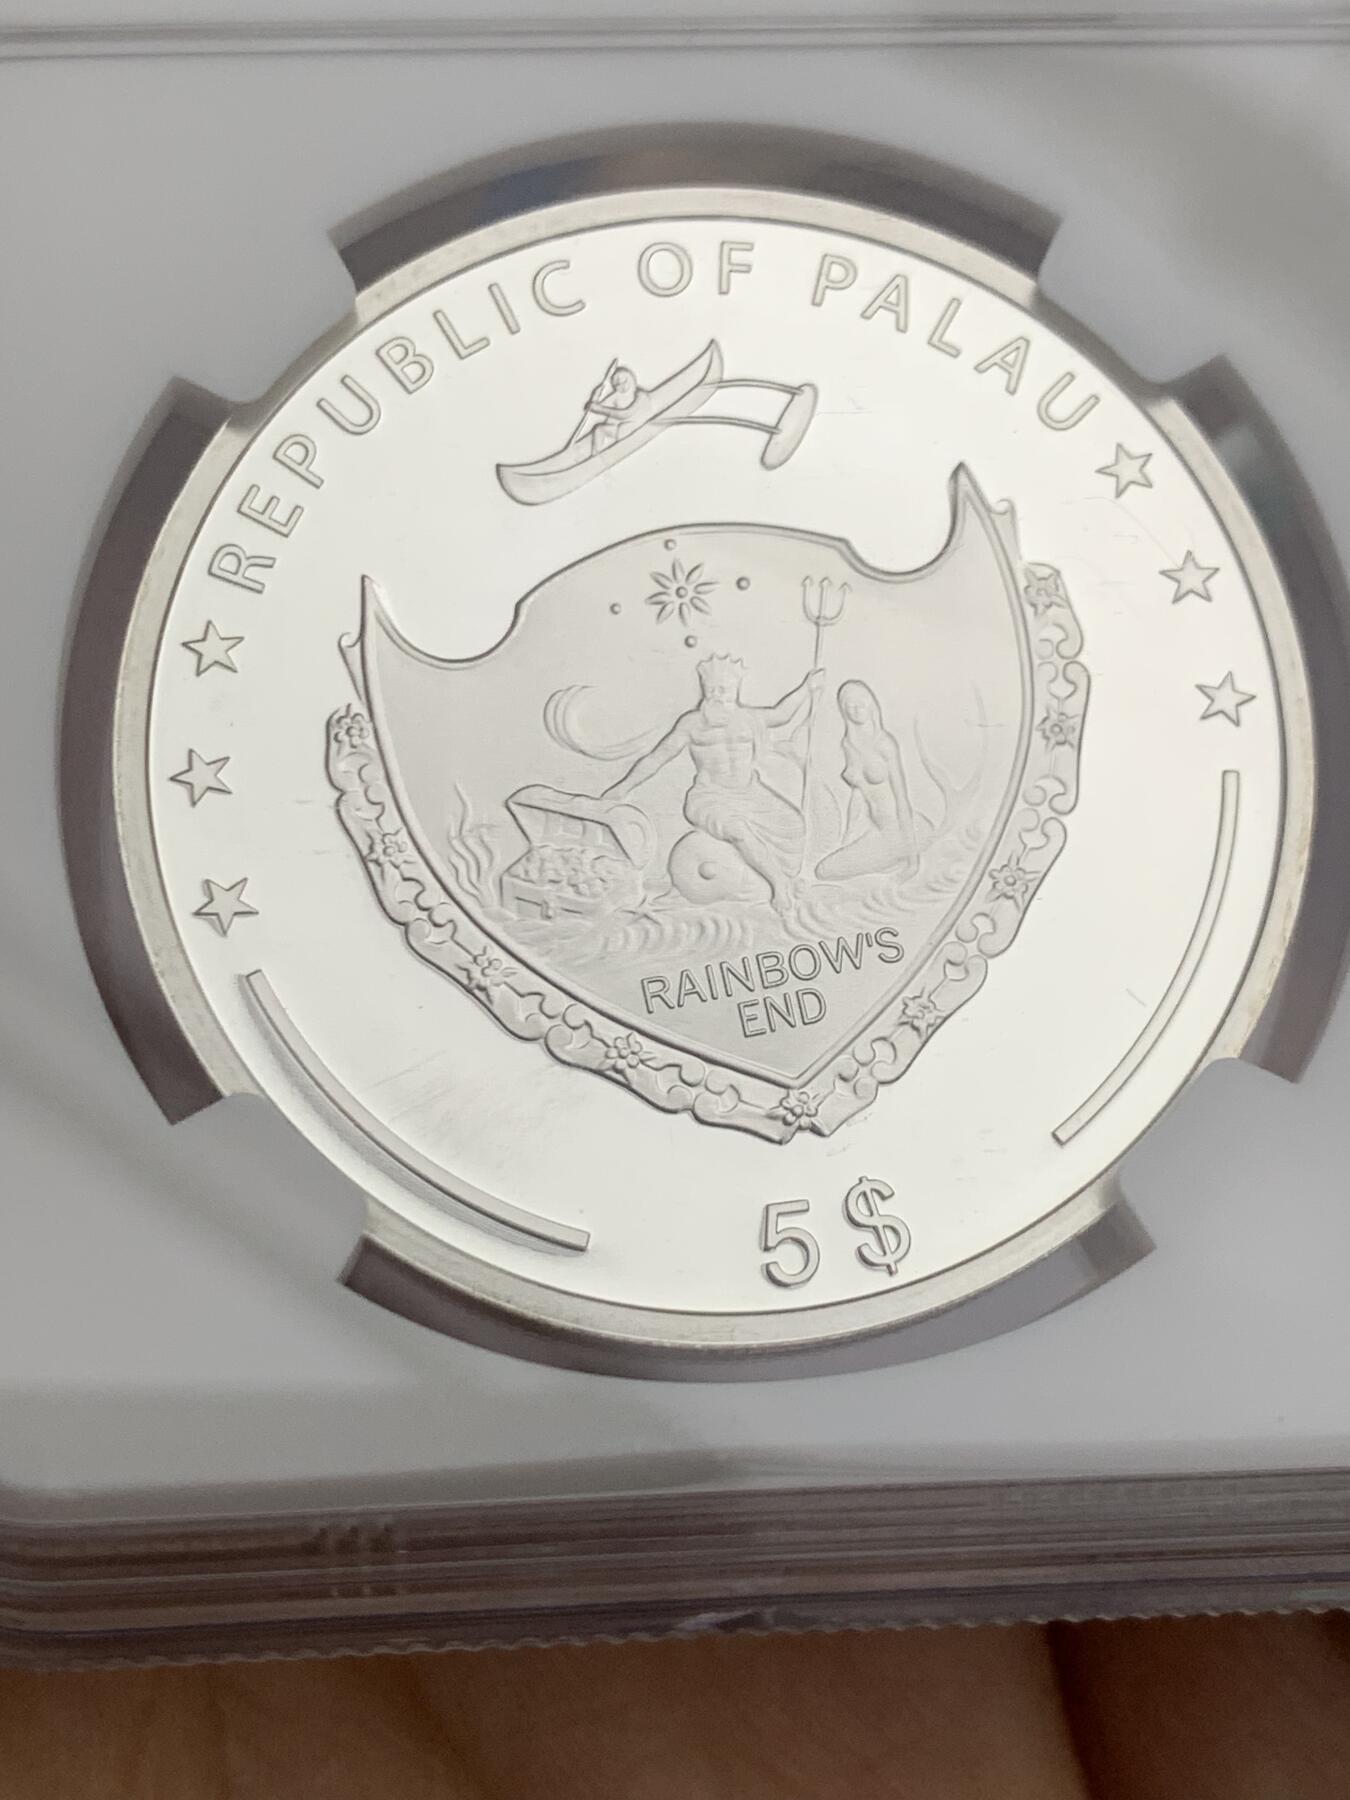 REPUBLIC OF PALAU
RAINBOW'S
END
5 $